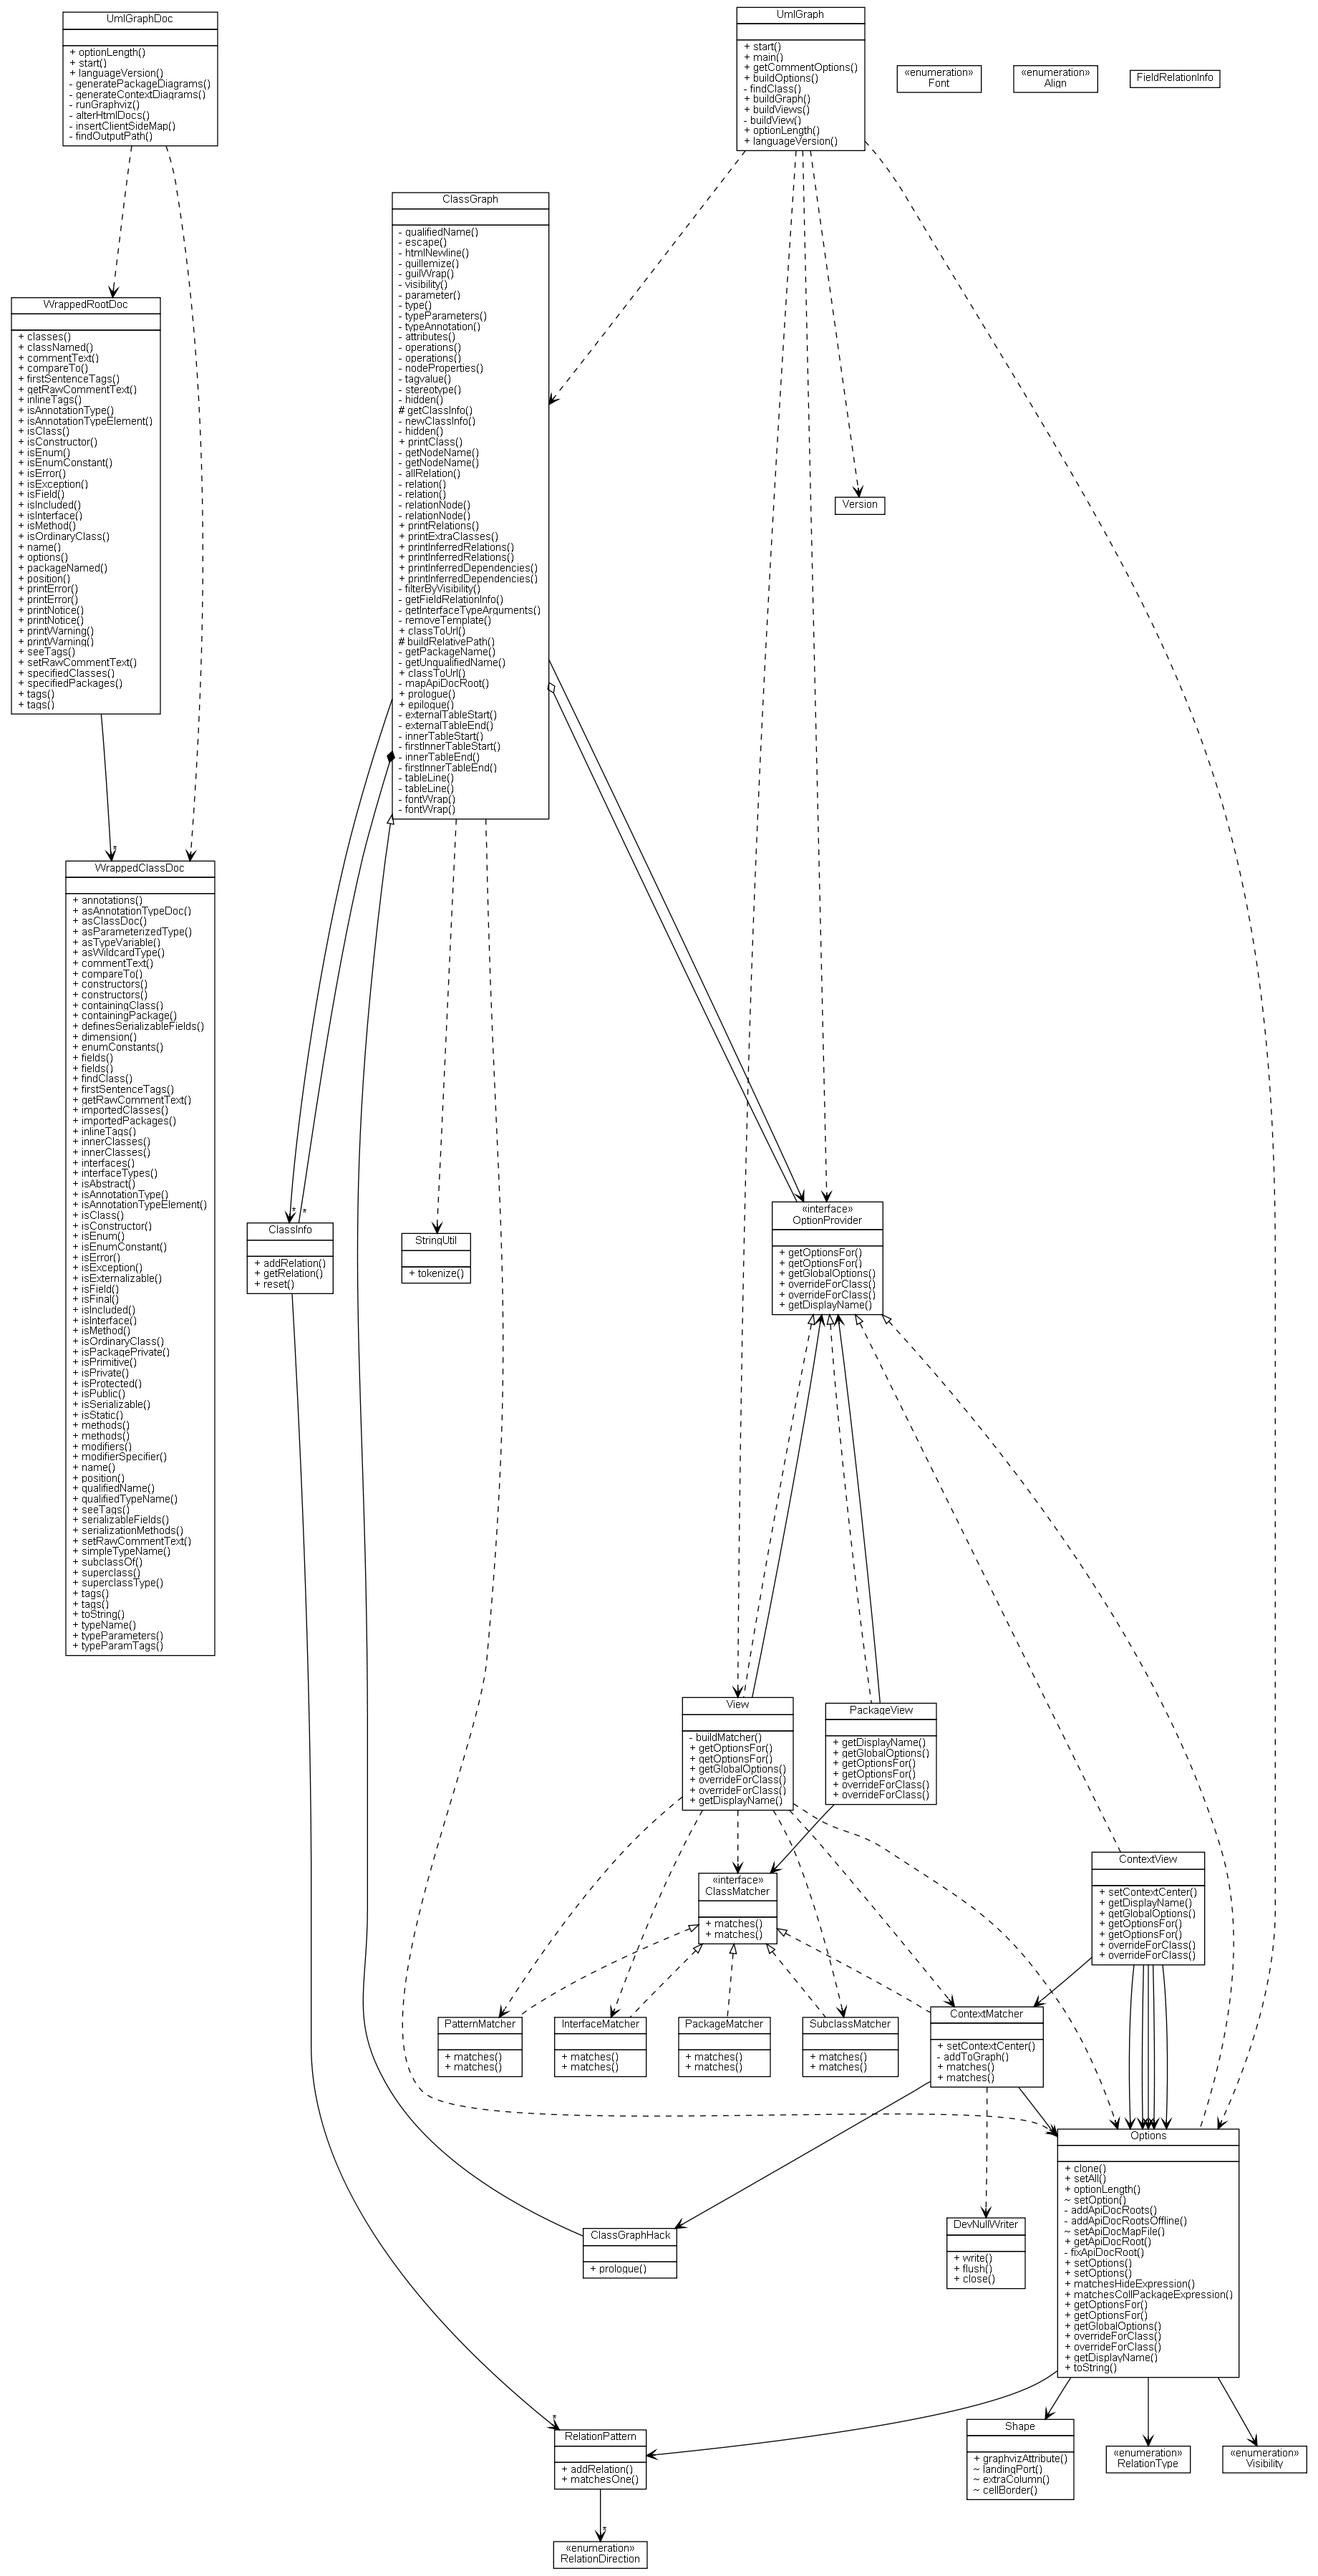 UmlGraphDoc
+ optionLength()
+ start()
+ languageVersion()
- generatePackageDiagrams()
- generateContextDiagrams()
- runGraphviz()
- alterHtmlDocs()
- insertClientSideMap()
- findOutputPath()
UmlGraph
+ start()
+ main()
+ getCommentOptions()
+ buildOptions()
- findClass()
+ buildGraph()
+ buildViews()
- buildView()
+ optionLength()
+ languageVersion()
«enumeration»
Font
«enumeration»
Align
FieldRelationInfo
ClassGraph
- qualifiedName()
- escape()
- htmlNewline()
- guillemize()
- guilWrap()
- visibility()
- parameter()
- type()
- typeParameters()
- typeAnnotation()
- attributes()
- operations()
- operations()
- nodeProperties()
- tagvalue()
- stereotype()
- hidden()
# getClassInfo()
- newClassInfo()
- hidden()
+ printClass()
- getNodeName()
- getNodeName()
- allRelation()
- relation()
- relation()
- relationNode()
- relationNode()
+ printRelations()
+ printExtraClasses()
+ printInferredRelations()
+ printInferredRelations()
+ printInferredDependencies()
+ printInferredDependencies()
- filterByVisibility()
- getFieldRelationInfo()
- getInterfaceTypeArguments()
- removeTemplate()
+ classToUrl()
# buildRelativePath()
- getPackageName()
- getUnqualifiedName()
+ classToUrl()
- mapApiDocRoot()
+ prologue()
+ epilogue()
- externalTableStart()
- externalTableEnd()
- innerTableStart()
- firstInnerTableStart()
- innerTableEnd()
- firstInnerTableEnd()
- tableLine()
- tableLine()
- fontWrap()
- fontWrap()
WrappedRootDoc
+ classes()
+ classNamed()
+ commentText()
+ compareTo()
+ firstSentenceTags()
+ getRawCommentText()
+ inlineTags()
+ isAnnotationType()
+ isAnnotationTypeElement()
+ isClass()
+ isConstructor()
+ isEnum()
+ isEnumConstant()
+ isError()
+ isException()
+ isField()
+ isIncluded()
+ isInterface()
+ isMethod()
+ isOrdinaryClass()
+ name()
+ options()
+ packageNamed()
+ position()
+ printError()
+ printError()
+ printNotice()
+ printNotice()
+ printWarning()
+ printWarning()
+ seeTags()
+ setRawCommentText()
+ specifiedClasses()
+ specifiedPackages()
+ tags()
+ tags()
Version
*
WrappedClassDoc
+ annotations()
+ asAnnotationTypeDoc()
+ asClassDoc()
+ asParameterizedType()
+ asTypeVariable()
+ asWildcardType()
+ commentText()
+ compareTo()
+ constructors()
+ constructors()
+ containingClass()
+ containingPackage()
+ definesSerializableFields()
+ dimension()
+ enumConstants()
+ fields()
+ fields()
+ findClass()
+ firstSentenceTags()
+ getRawCommentText()
+ importedClasses()
+ importedPackages()
+ inlineTags()
+ innerClasses()
+ innerClasses()
+ interfaces()
+ interfaceTypes()
+ isAbstract()
+ isAnnotationType()
+ isAnnotationTypeElement()
+ isClass()
+ isConstructor()
+ isEnum()
+ isEnumConstant()
+ isError()
+ isException()
+ isExternalizable()
+ isField()
+ isFinal()
+ isIncluded()
+ isInterface()
+ isMethod()
+ isOrdinaryClass()
+ isPackagePrivate()
+ isPrimitive()
+ isPrivate()
+ isProtected()
+ isPublic()
+ isSerializable()
+ isStatic()
+ methods()
+ methods()
+ modifiers()
+ modifierSpecifier()
+ name()
+ position()
+ qualifiedName()
+ qualifiedTypeName()
+ seeTags()
+ serializableFields()
+ serializationMethods()
+ setRawCommentText()
+ simpleTypeName()
+ subclassOf()
+ superclass()
+ superclassType()
+ tags()
+ tags()
+ toString()
+ typeName()
+ typeParameters()
+ typeParamTags()
* *
ClassInfo
+ addRelation()
+ getRelation()
+ reset()
StringUtil
+ tokenize()
«interface»
OptionProvider
+ getOptionsFor()
+ getOptionsFor()
+ getGlobalOptions()
+ overrideForClass()
+ overrideForClass()
+ getDisplayName()
View
- buildMatcher()
+ getOptionsFor()
+ getOptionsFor()
+ getGlobalOptions()
+ overrideForClass()
+ overrideForClass()
+ getDisplayName()
PackageView
+ getDisplayName()
+ getGlobalOptions()
+ getOptionsFor()
+ getOptionsFor()
+ overrideForClass()
+ overrideForClass()
«interface»
ClassMatcher
+ matches()
+ matches()
ContextView
+ setContextCenter()
+ getDisplayName()
+ getGlobalOptions()
+ getOptionsFor()
+ getOptionsFor()
+ overrideForClass()
+ overrideForClass()
PatternMatcher
+ matches()
+ matches()
InterfaceMatcher
+ matches()
+ matches()
PackageMatcher
+ matches()
+ matches()
SubclassMatcher
+ matches()
+ matches()
ContextMatcher
+ setContextCenter()
- addToGraph()
+ matches()
+ matches()
Options
+ clone()
+ setAll()
+ optionLength()
~ setOption()
- addApiDocRoots()
- addApiDocRootsOffline()
~ setApiDocMapFile()
+ getApiDocRoot()
- fixApiDocRoot()
+ setOptions()
+ setOptions()
+ matchesHideExpression()
+ matchesCollPackageExpression()
+ getOptionsFor()
+ getOptionsFor()
+ getGlobalOptions()
+ overrideForClass()
+ overrideForClass()
+ getDisplayName()
+ toString()
ClassGraphHack
+ prologue()
DevNullWriter
+ write()
+ flush()
+ close()
*
RelationPattern
+ addRelation()
+ matchesOne()
Shape
+ graphvizAttribute()
~ landingPort()
~ extraColumn()
~ cellBorder()
«enumeration»
RelationType
«enumeration»
Visibility
*
«enumeration»
RelationDirection